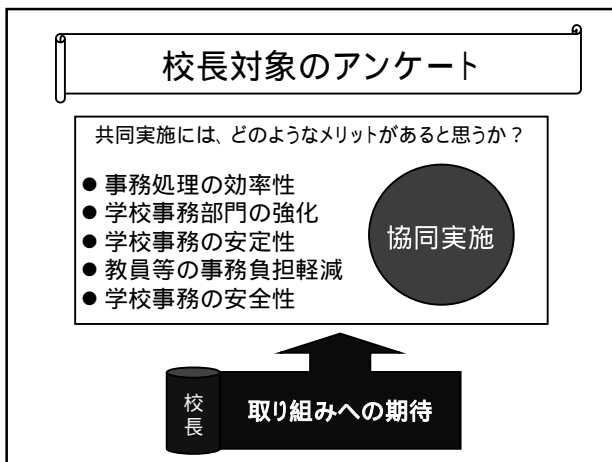 校長対象のアンケート
共同実施には、どのようなメリットがあると思うか？
● 事務処理の効率性
● 学校事務部門の強化
● 学校事務の安定性
● 教員等の事務負担軽減
● 学校事務の安全性
協同実施
校長
取り組みへの期待